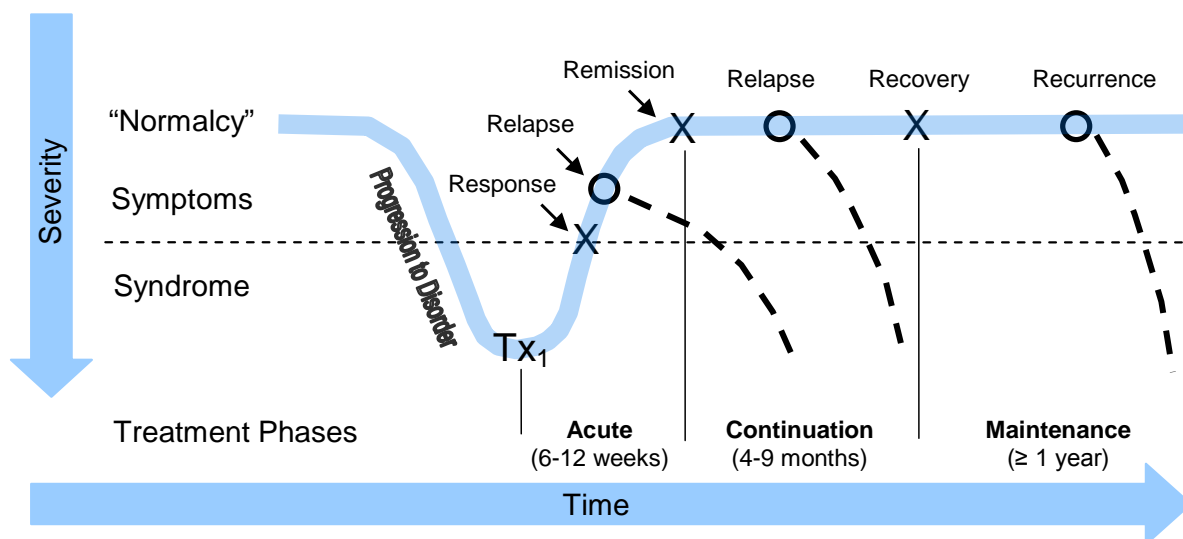 Remission
Relapse
Recovery
Recurrence
“Normalcy”
Relapse
Response
Symptoms
Severity
Progression to Disorder
Syndrome
Tx₁
X
X
X
Treatment Phases
Acute
(6-12 weeks)
Continuation
(4-9 months)
Maintenance
(≥ 1 year)
Time